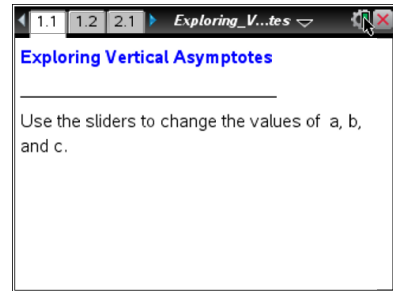 1.1 1.2 2.1 Exploring_V...tes
Exploring Vertical Asymptotes
Use the sliders to change the values of a, b,
and c.